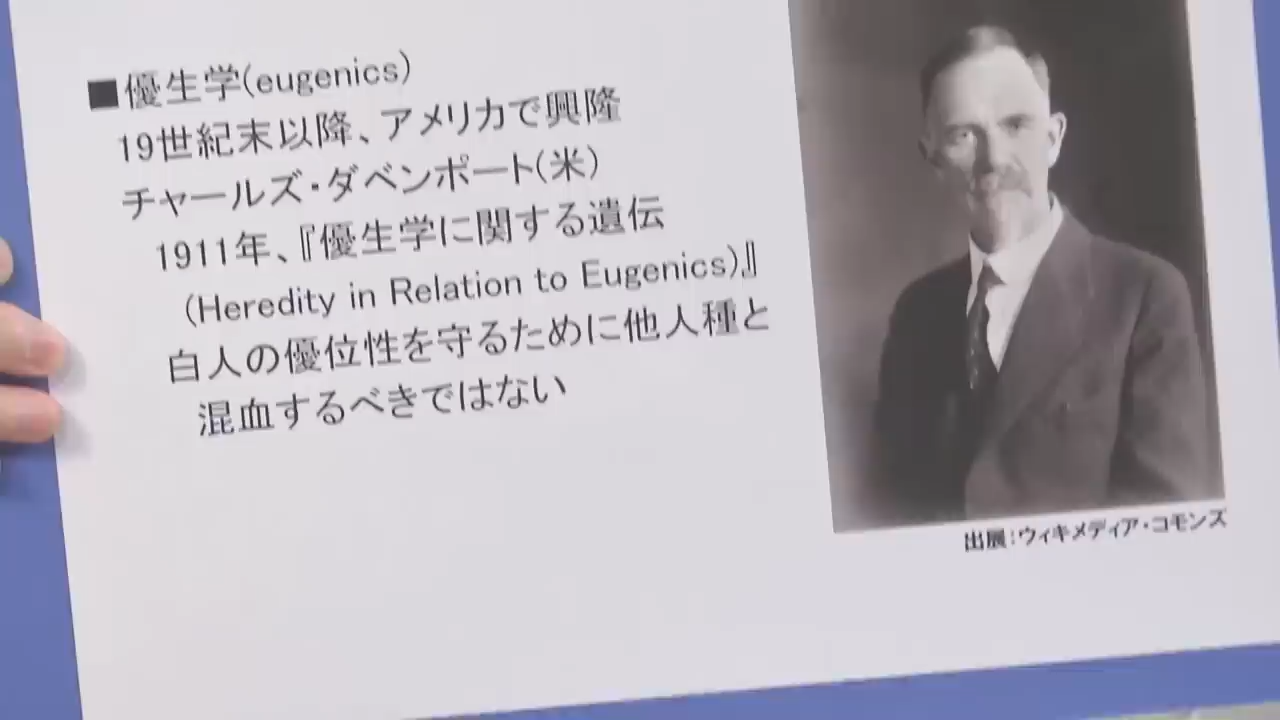 ■優生学(eugenics)
19世紀末以降、アメリカで興隆
チャールズ・ダベンポート(米)
1911年、『優生学に関する遺伝
(Heredity in Relation to Eugenics)』
白人の優位性を守るために他人種と
混血するべきではない
出展：ウィキメディア・コモンズ